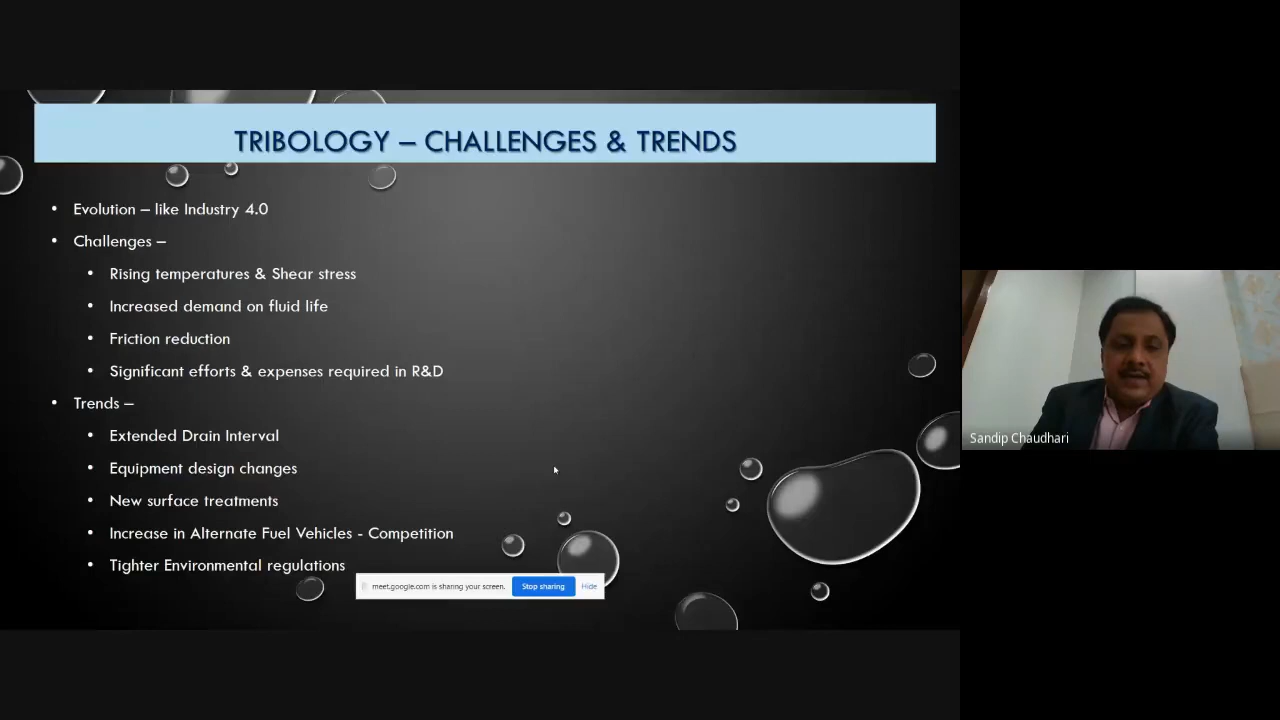 TRIBOLOGY – CHALLENGES & TRENDS
• Evolution – like Industry 4.0
• Challenges –
• Rising temperatures & Shear stress
• Increased demand on fluid life
• Friction reduction
• Significant efforts & expenses required in R&D
• Trends –
• Extended Drain Interval
• Equipment design changes
• New surface treatments
• Increase in Alternate Fuel Vehicles - Competition
• Tighter Environmental regulations
meet.google.com is sharing your screen. Stop sharing Hide
Sandip Chaudhari